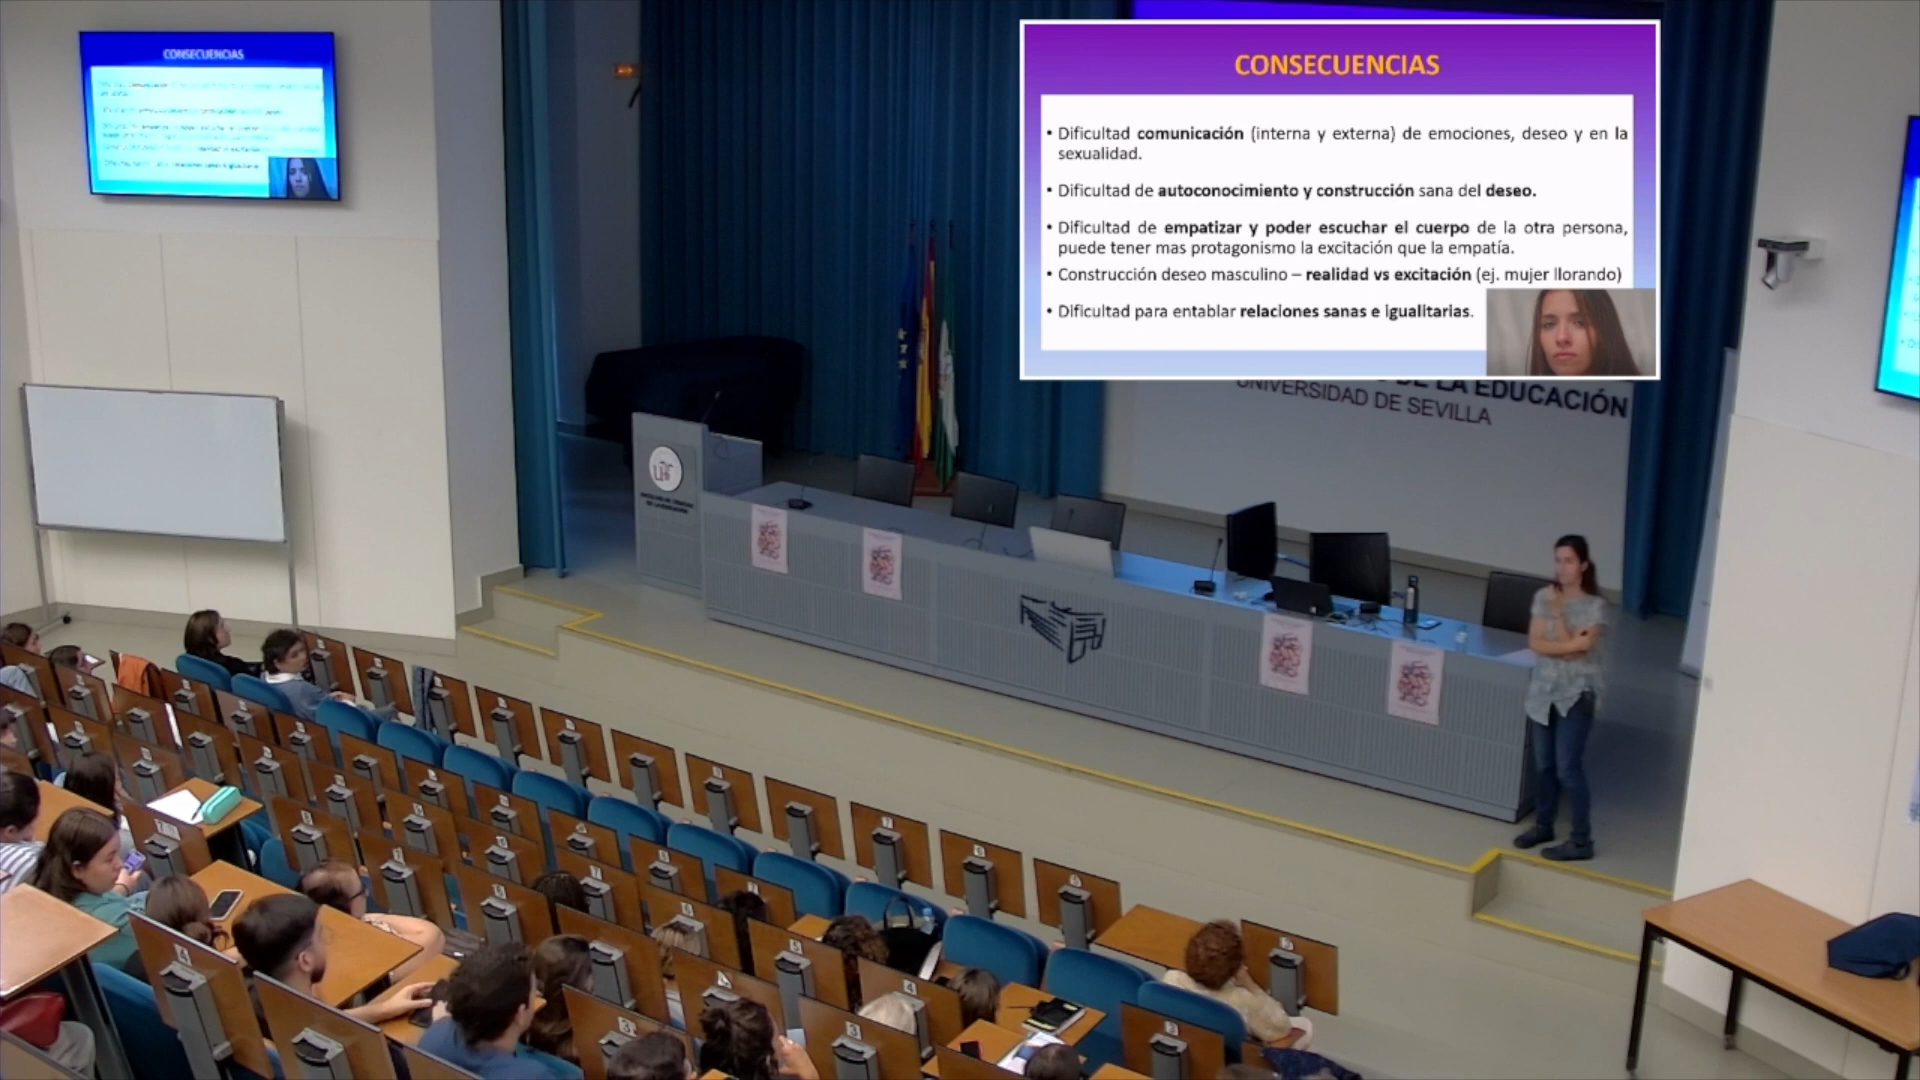 CONSECUENCIAS
CONSECUENCIAS
• Dificultad comunicación (interna y externa) de emociones, deseo y en la
sexualidad.
• Dificultad de autoconocimiento y construcción sana del deseo.
• Dificultad de empatizar y poder escuchar el cuerpo de la otra persona,
puede tener mas protagonismo la excitación que la empatía.
• Construcción deseo masculino – realidad vs excitación (ej. mujer llorando)
• Dificultad para entablar relaciones sanas e igualitarias.
DE LA EDUCACIÓN
UNIVERSIDAD DE SEVILLA